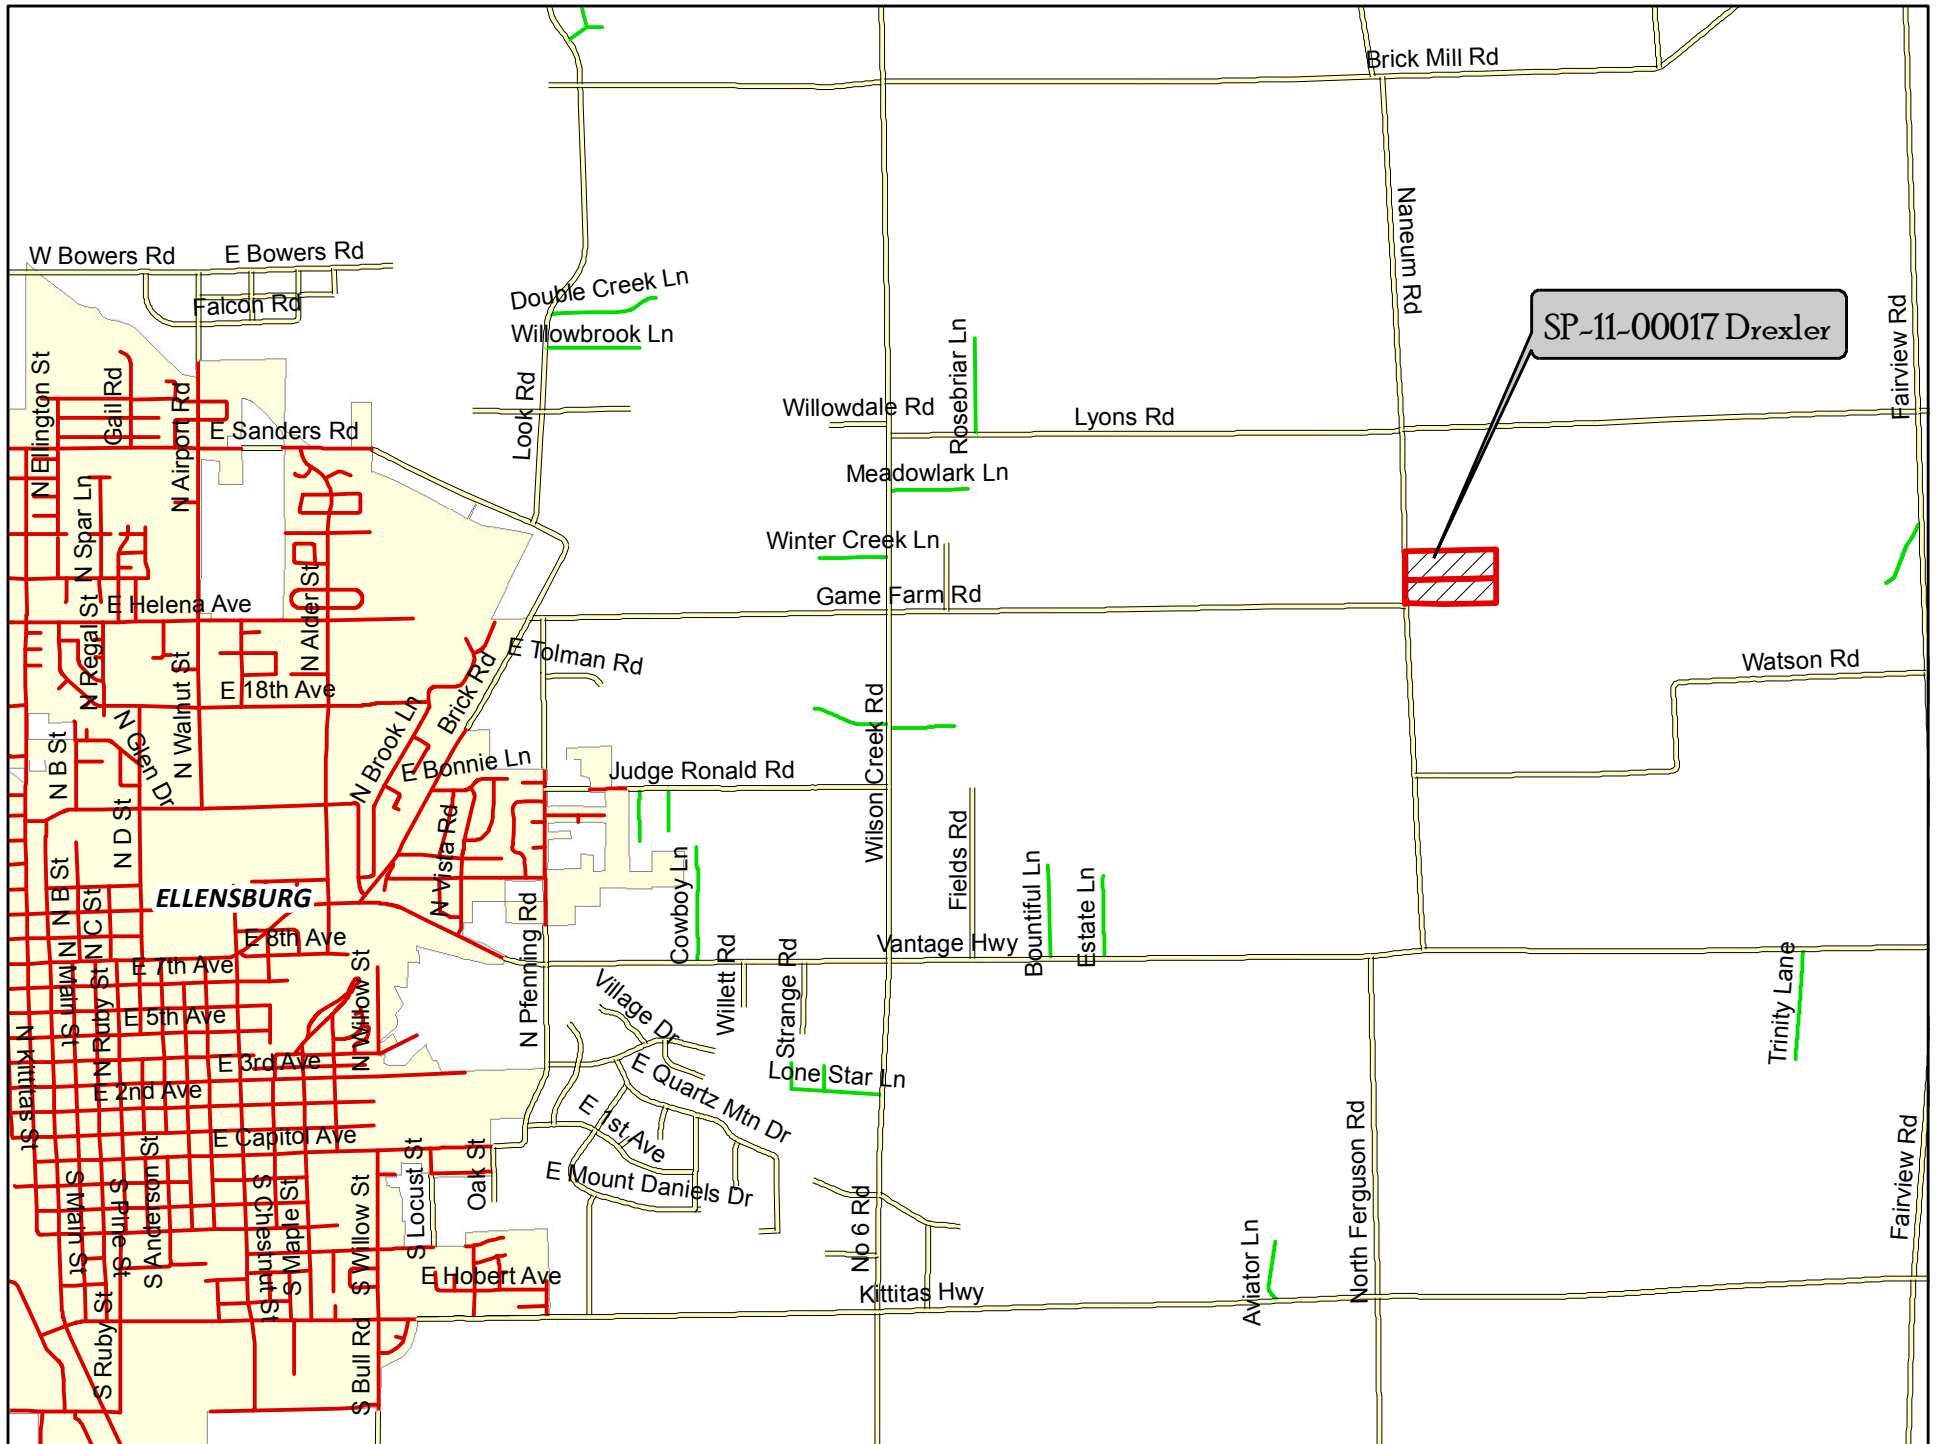 Brick Mill Rd
Naneum Rd
W Bowers Rd
E Bowers Rd
Falcon Rd
Double Creek Ln
Willowbrook Ln
SP-11-00017 Drexler
Fairview Rd
N Ellington St
Gail Rd
N Airport Rd
E Sanders Rd
Look Rd
Willowdale Rd
Rosebriar Ln
Lyons Rd
Meadowlark Ln
N Spar Ln
Winter Creek Ln
Game Farm Rd
E Helena Ave
N Alder St
N Regal St
E Tolman Rd
Watson Rd
E 18th Ave
N Walnut St
Brick Rd
N Brook Ln
N Glen Dr
N B St
E Bonnie Ln
Judge Ronald Rd
Wilson Creek Rd
N D St
N Vista Rd
Cowboy Ln
Fields Rd
Bountiful Ln
Estate Ln
ELLENSBURG
N B St
N C St
E 8th Ave
Vantage Hwy
E 7th Ave
N Main St
N Ruby St
N Willow St
N Pfenning Rd
Willett Rd
Strange Rd
Village Dr
Trinity Lane
E 5th Ave
N Kittitas St
E 3rd Ave
E 2nd Ave
E Quartz Mtn Dr
Lone Star Ln
E 1st Ave
E Capitol Ave
E Mount Daniels Dr
S Main St
S Pine St
S Anderson St
S Chestnut St
S Maple St
S Willow St
S Locust St
Oak St
No 6 Rd
North Ferguson Rd
Fairview Rd
Aviator Ln
E Hobert Ave
Kittitas Hwy
S Ruby St
S Bull Rd